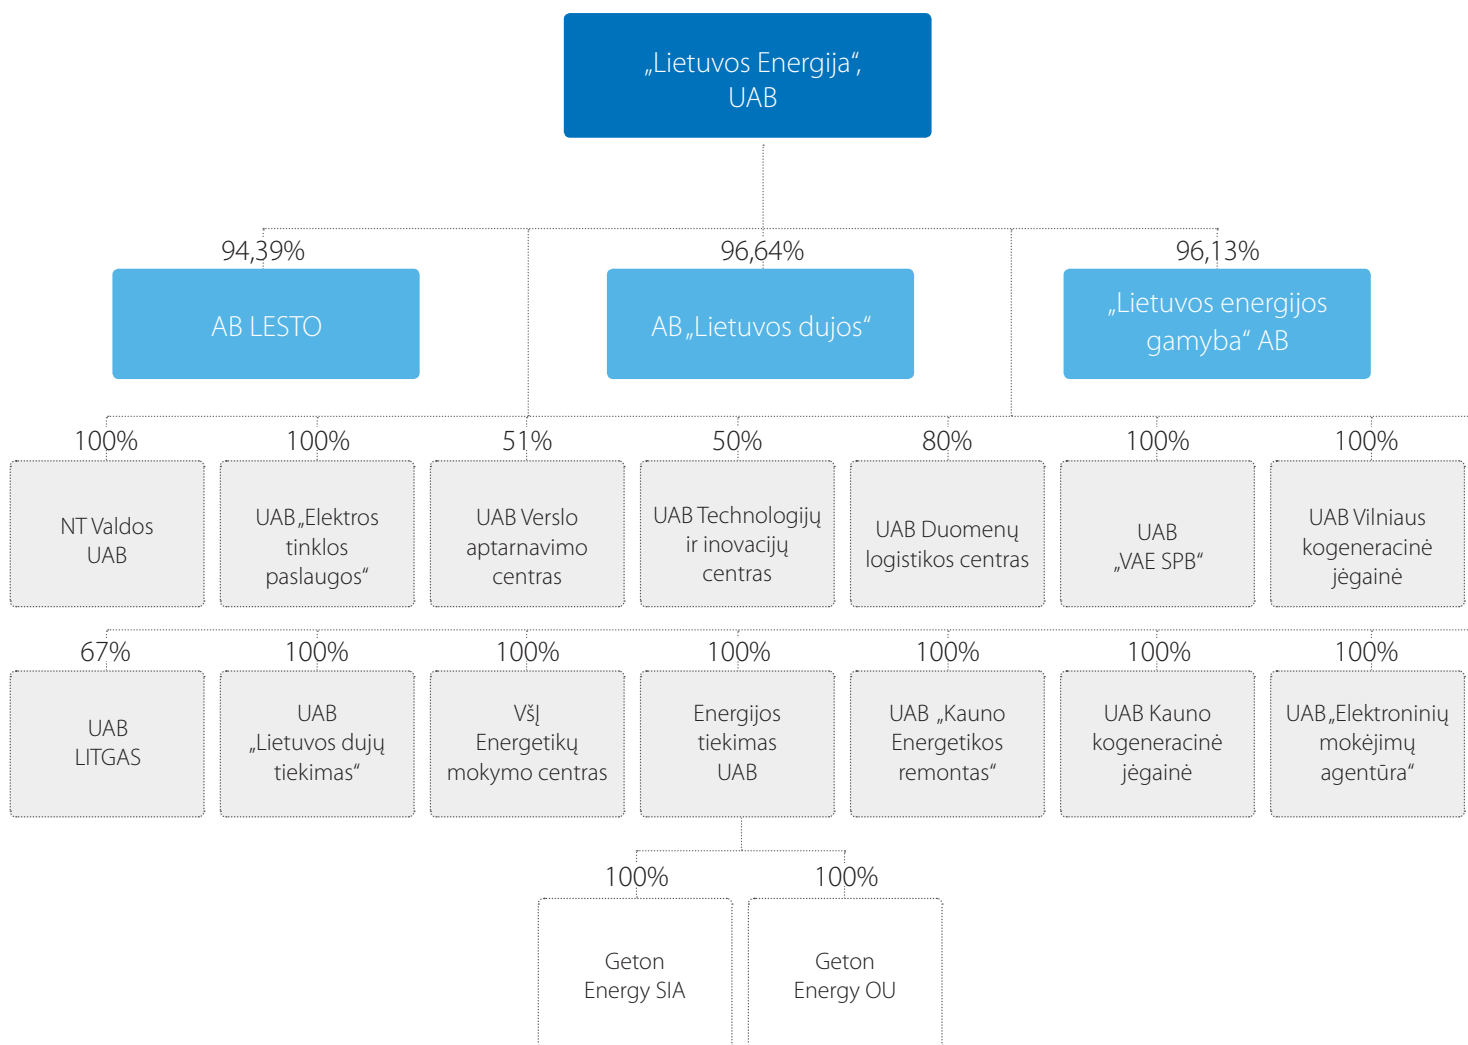 „Lietuvos Energija“,
UAB
94,39%
96,64%
96,13%
AB LESTO
AB „Lietuvos dujos“
„Lietuvos energijos
gamyba“ AB
100%
100%
51%
50%
80%
100%
100%
NT Valdos
UAB
UAB „Elektros
tinklos
paslaugos“
UAB Verslo
aptarnavimo
centras
UAB Technologijų
ir inovacijų
centras
UAB Duomenų
logistikos centras
UAB
„VAE SPB“
UAB Vilniaus
kogeneracinė
jėgainė
67%
100%
100%
100%
100%
100%
100%
UAB
LITGAS
UAB
„Lietuvos dujų
tiekimas“
VšĮ
Energetikų
mokymo centras
Energijos
tiekimas
UAB
UAB „Kauno
Energetikos
remontas“
UAB Kauno
kogeneracinė
jėgainė
UAB „Elektroninių
mokėjimų
agentūra“
100%
100%
Geton
Energy SIA
Geton
Energy OU